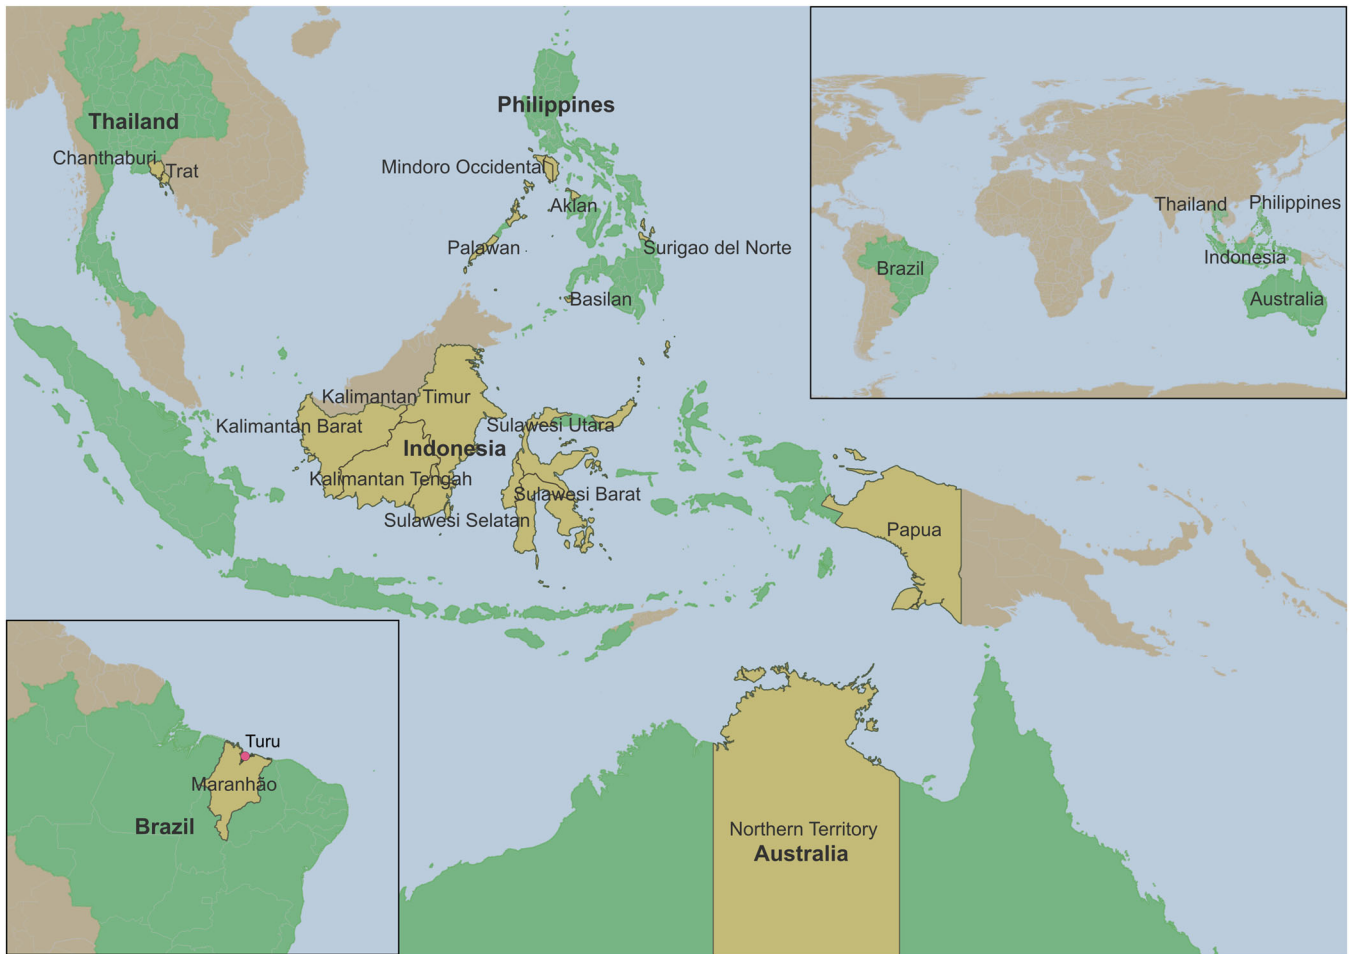 Thailand
Chanthaburi
Trat
Philippines
Mindoro Occidental
Aklan
Palawan
Surigao del Norte
Basilan
Thailand
Philippines
Indonesia
Brazil
Australia
Kalimantan Timur
Kalimantan Barat
Sulawesi Utara
Indonesia
Kalimantan Tengah
Sulawesi Barat
Sulawesi Selatan
Papua
Turu
Maranhão
Brazil
Northern Territory
Australia